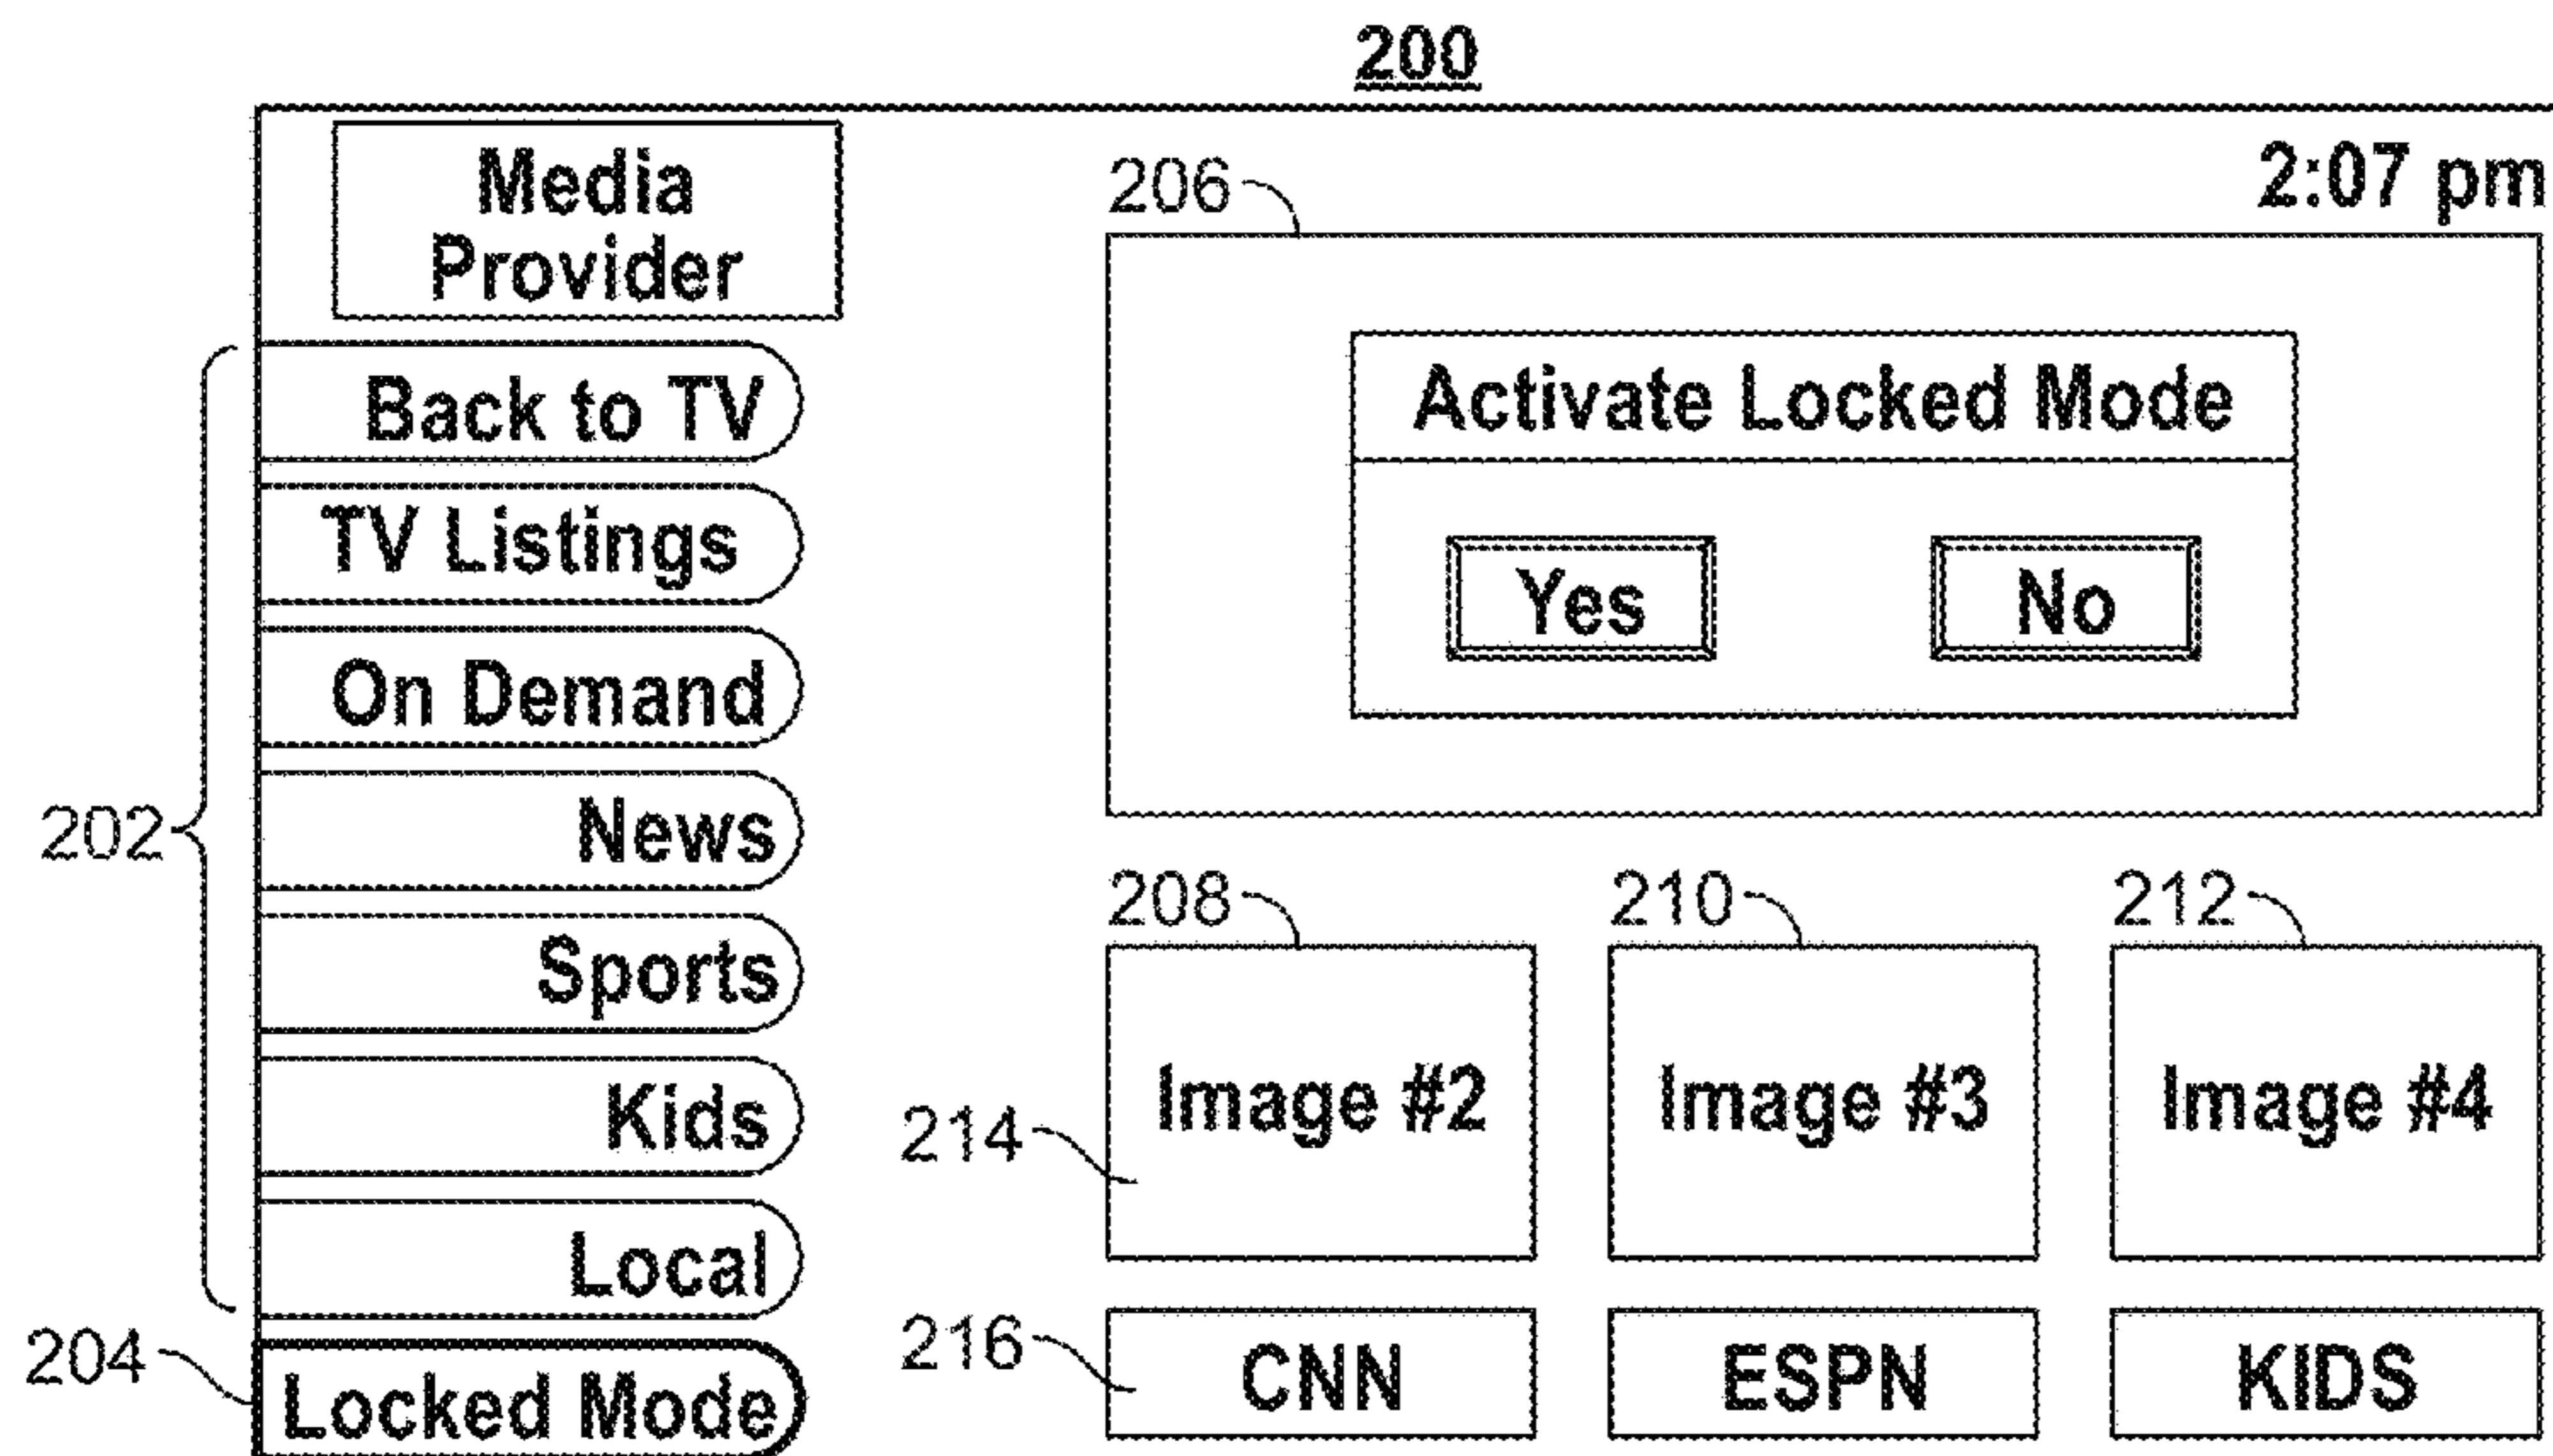 200
Media
Provider
2:07 pm
206
Activate Locked Mode
Yes No
202
Back to TV
TV Listings
On Demand
News
Sports
Kids
Local
204
Locked Mode
208 210 212
214
Image #2 Image #3 Image #4
216
CNN ESPN KIDS